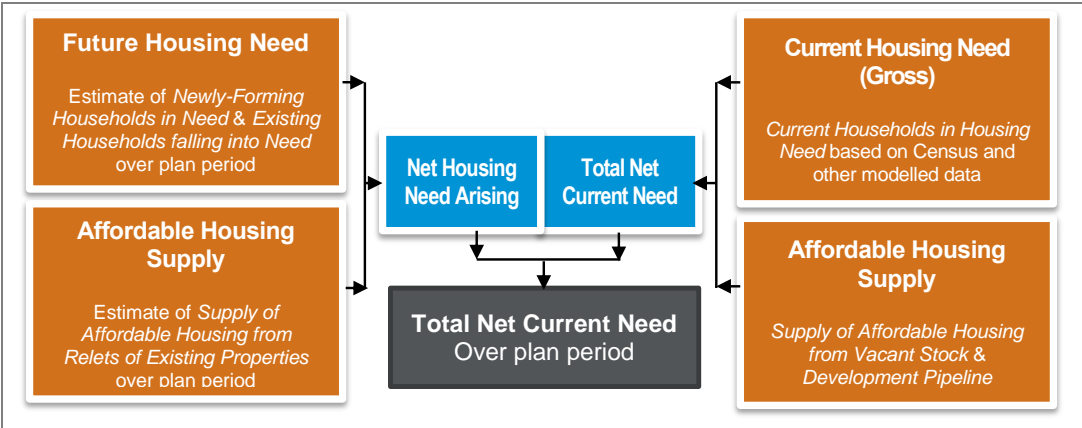 Future Housing Need
Estimate of Newly-Forming
Households in Need & Existing
Households falling into Need
over plan period
Affordable Housing
Supply
Estimate of Supply of
Affordable Housing from
Relets of Existing Properties
over plan period
Net Housing
Need Arising
Total Net
Current Need
Total Net Current Need
Over plan period
Current Housing Need
(Gross)
Current Households in Housing
Need based on Census and
other modelled data
Affordable Housing
Supply
Supply of Affordable Housing
from Vacant Stock &
Development Pipeline